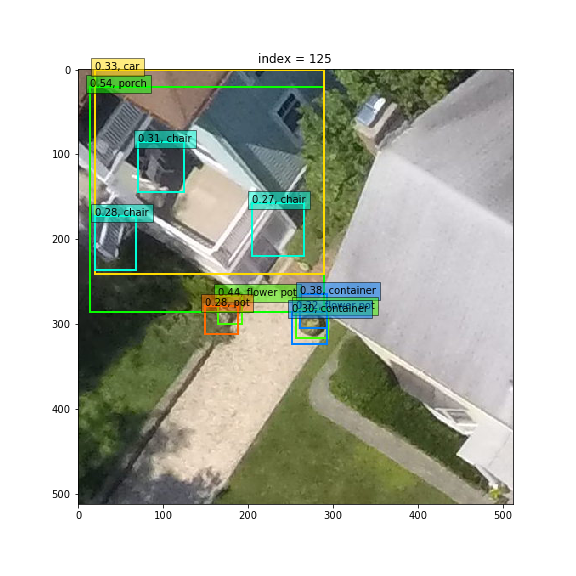 index = 125
0.33, car
0.54, porch
0.31, chair
0.27, chair
0.28, chair
0.44, flower pot
0.38, container
0.28, pot
flower pot
0.30, container
0
100
200
300
400
500
0
100
200
300
400
500